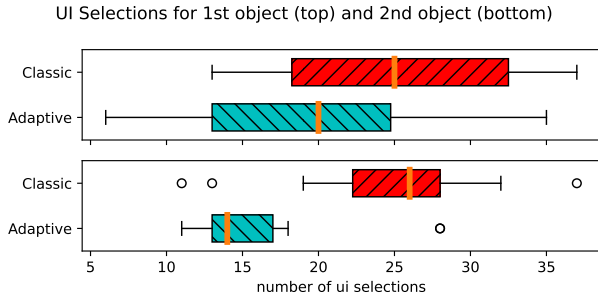 UI Selections for 1st object (top) and 2nd object (bottom)
Classic
Adaptive
Classic
Adaptive
5 10 15 20 25 30 35
number of ui selections